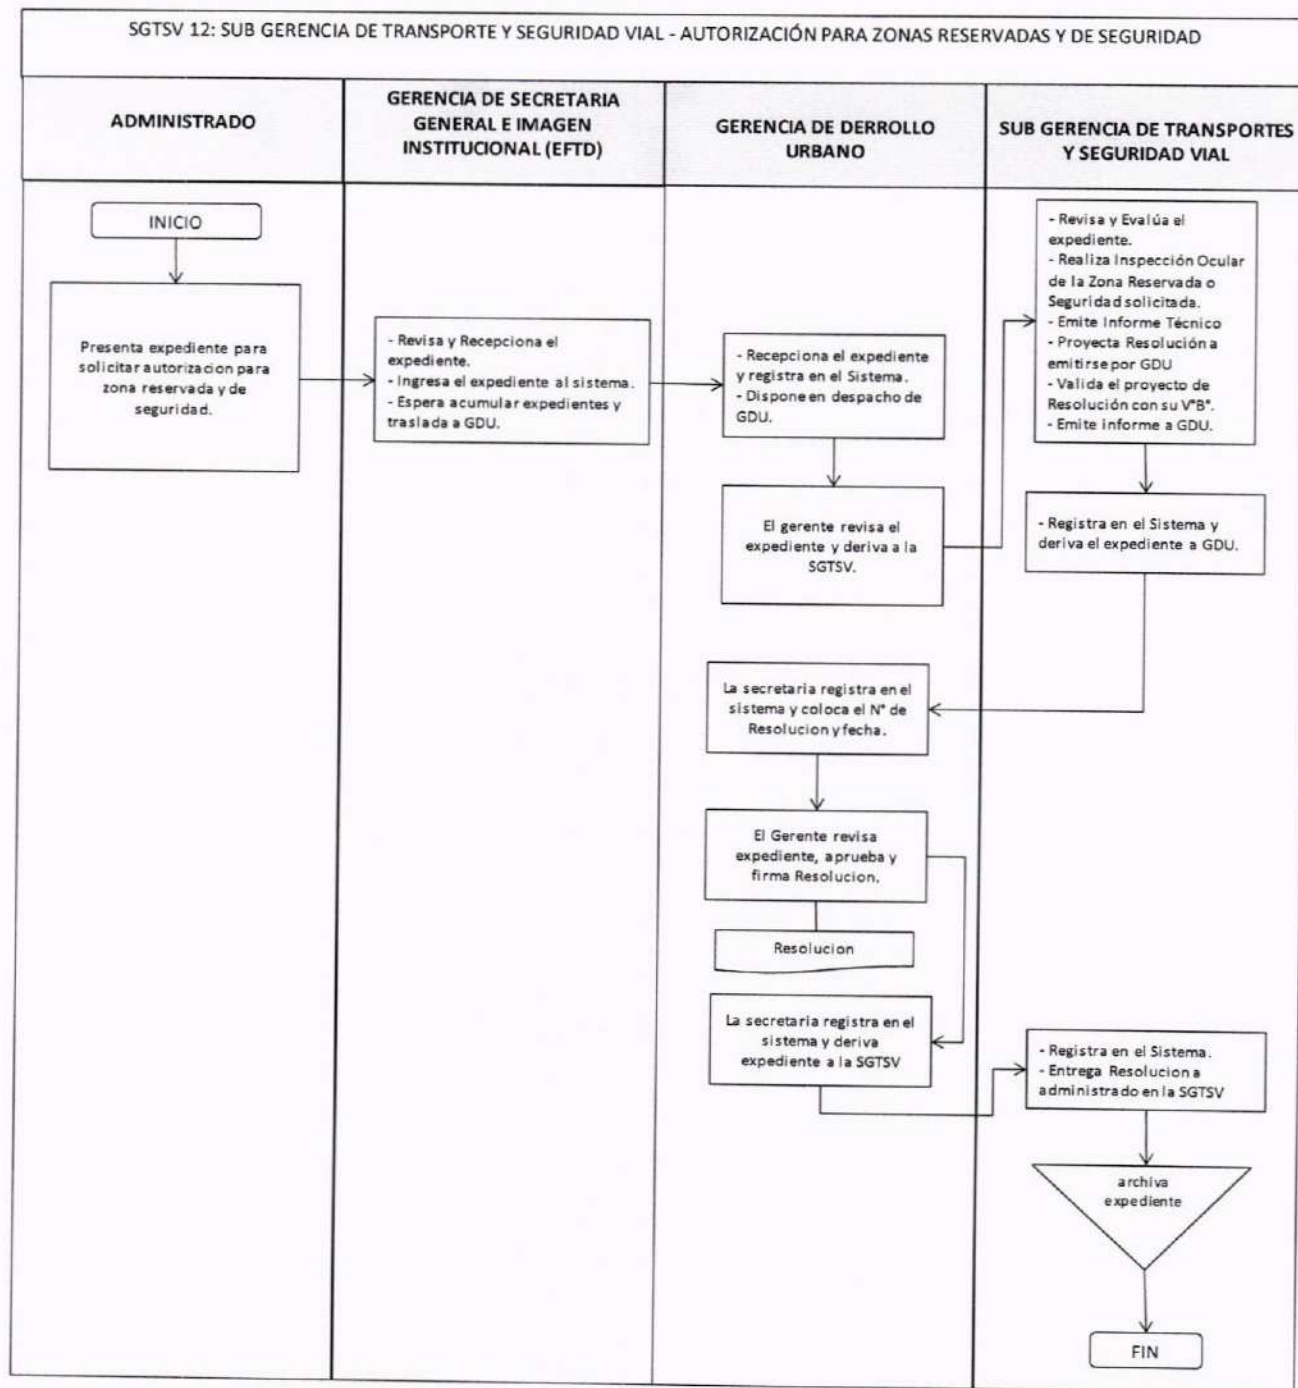 SGTSV 12: SUB GERENCIA DE TRANSPORTE Y SEGURIDAD VIAL - AUTORIZACIÓN PARA ZONAS RESERVADAS Y DE SEGURIDAD
ADMINISTRADO
GERENCIA DE SECRETARIA
GENERAL E IMAGEN
INSTITUCIONAL (EFTD)
GERENCIA DE DERROLLO
URBANO
SUB GERENCIA DE TRANSPORTES
Y SEGURIDAD VIAL
INICIO
Presenta expediente para
solicitar autorizacion para
zona reservada y de
seguridad.
- Revisa y Recepciona el
expediente.
- Ingresa el expediente al sistema.
- Espera acumular expedientes y
traslada a GDU.
- Recepciona el expediente
y registra en el Sistema.
- Dispone en despacho de
GDU.
El gerente revisa el
expediente y deriva a la
SGTSV.
- Revisa y Evalúa el
expediente.
- Realiza Inspección Ocular
de la Zona Reservada o
Seguridad solicitada.
- Emite Informe Técnico
- Proyecta Resolución a
emitirse por GDU
- Valida el proyecto de
Resolución con su V°B°.
- Emite informe a GDU.
- Registra en el Sistema y
deriva el expediente a GDU.
La secretaria registra en el
sistema y coloca el N° de
Resolucion y fecha.
El Gerente revisa
expediente, aprueba y
firma Resolucion.
Resolucion
La secretaria registra en el
sistema y deriva
expediente a la SGTSV
- Registra en el Sistema.
- Entrega Resolucion a
administrado en la SGTSV
archiva
expediente
FIN